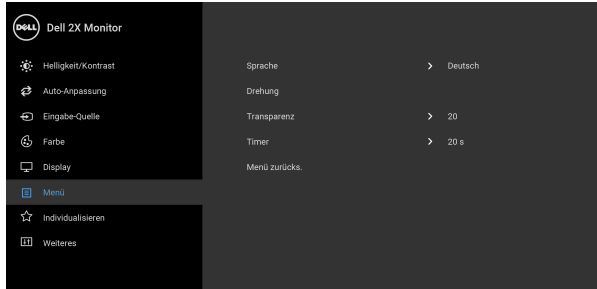 DELL Dell 2X Monitor
Helligkeit/Kontrast Sprache Deutsch
Auto-Anpassung Drehung
Eingabe-Quelle Transparenz 20
Farbe Timer 20 s
Display Menü zurücks.
Menü
Individualisieren
Weiteres